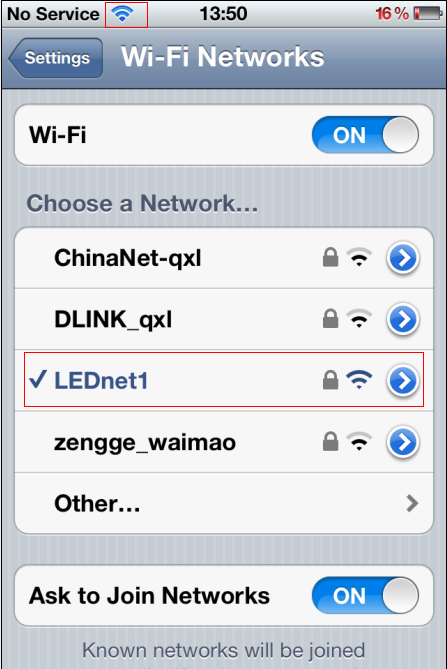 No Service 13:50 16 %
Settings Wi-Fi Networks
Wi-Fi ON
Choose a Network...
ChinaNet-qxl
DLINK_qxl
LEDnet1
zengge_waimao
Other...
Ask to Join Networks ON
Known networks will be joined